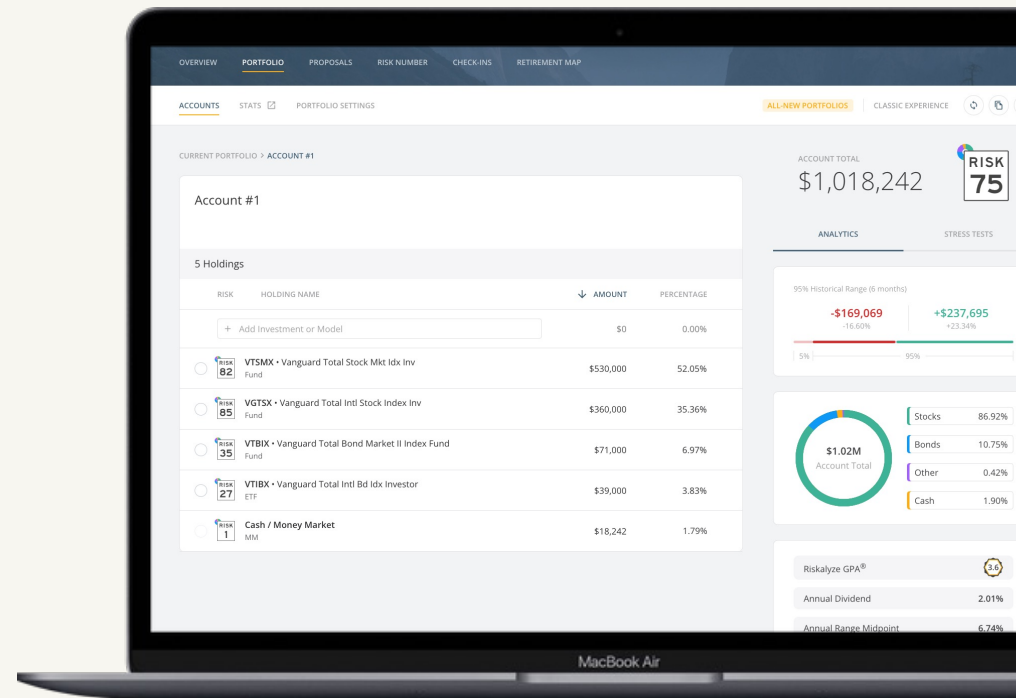 OVERVIEW PORTFOLIO PROPOSALS RISK NUMBER CHECK-INS RETIREMENT MAP
ACCOUNTS STATS PORTFOLIO SETTINGS ALL-NEW PORTFOLIOS CLASSIC EXPERIENCE
CURRENT PORTFOLIO > ACCOUNT #1
Account #1
5 Holdings
RISK HOLDING NAME AMOUNT PERCENTAGE
+ Add Investment or Model $0 0.00%
RISK 82 VTSMX • Vanguard Total Stock Mkt Idx Inv $530,000 52.05%
Fund
RISK 85 VGTSX • Vanguard Total Intl Stock Index Inv $360,000 35.36%
Fund
RISK 35 VTBIX • Vanguard Total Bond Market II Index Fund $71,000 6.97%
Fund
RISK 27 VTIBX • Vanguard Total Intl Bd Idx Investor $39,000 3.83%
ETF
RISK 1 Cash / Money Market $18,242 1.79%
MM
ACCOUNT TOTAL
$1,018,242
RISK
75
ANALYTICS STRESS TESTS
95% Historical Range (6 months)
-$169,069 +$237,695
-16.60% +23.34%
5% 95%
$1.02M
Account Total
Stocks 86.92%
Bonds 10.75%
Other 0.42%
Cash 1.90%
Riskalyze GPA® 3.6
Annual Dividend 2.01%
Annual Range Midpoint 6.74%
MacBook Air